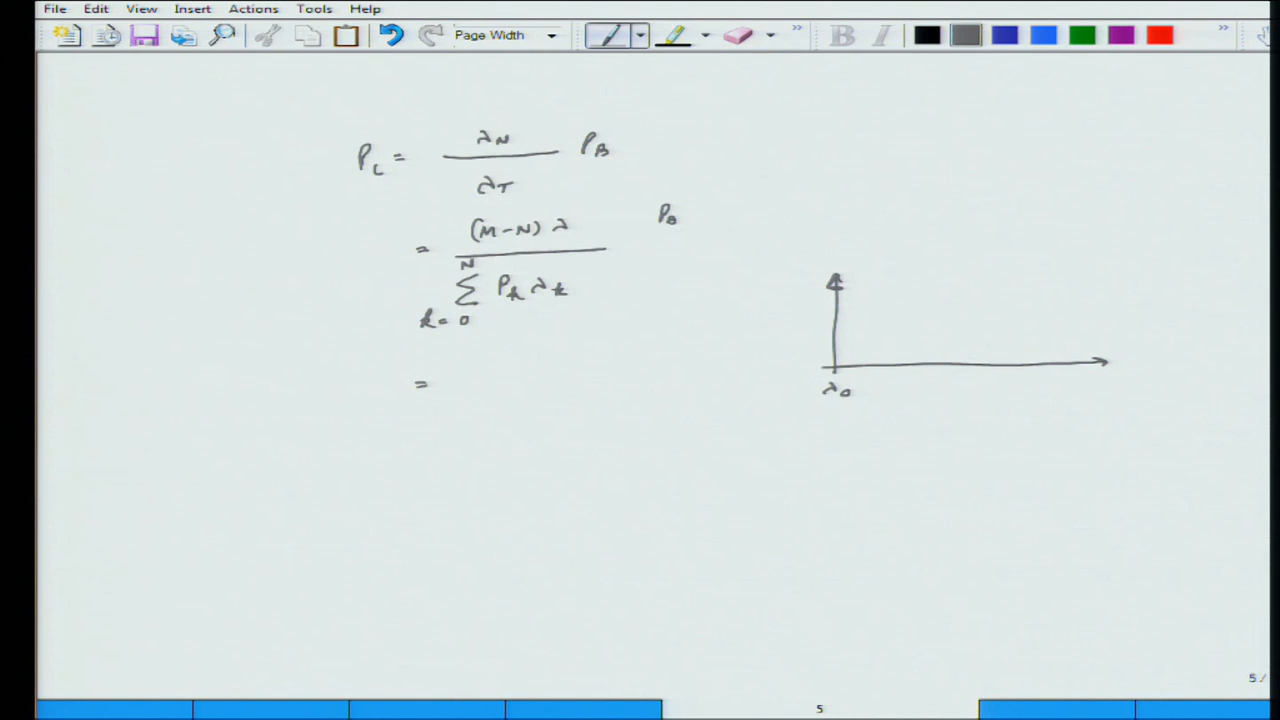 File Edit View Insert Actions Tools Help
Page Width B I
P_L = λ_N / λ_T P_B
= (M-N) λ / ∑_{k=0}^{N} P_k λ_k P_B
=
λ_0
5 /
5